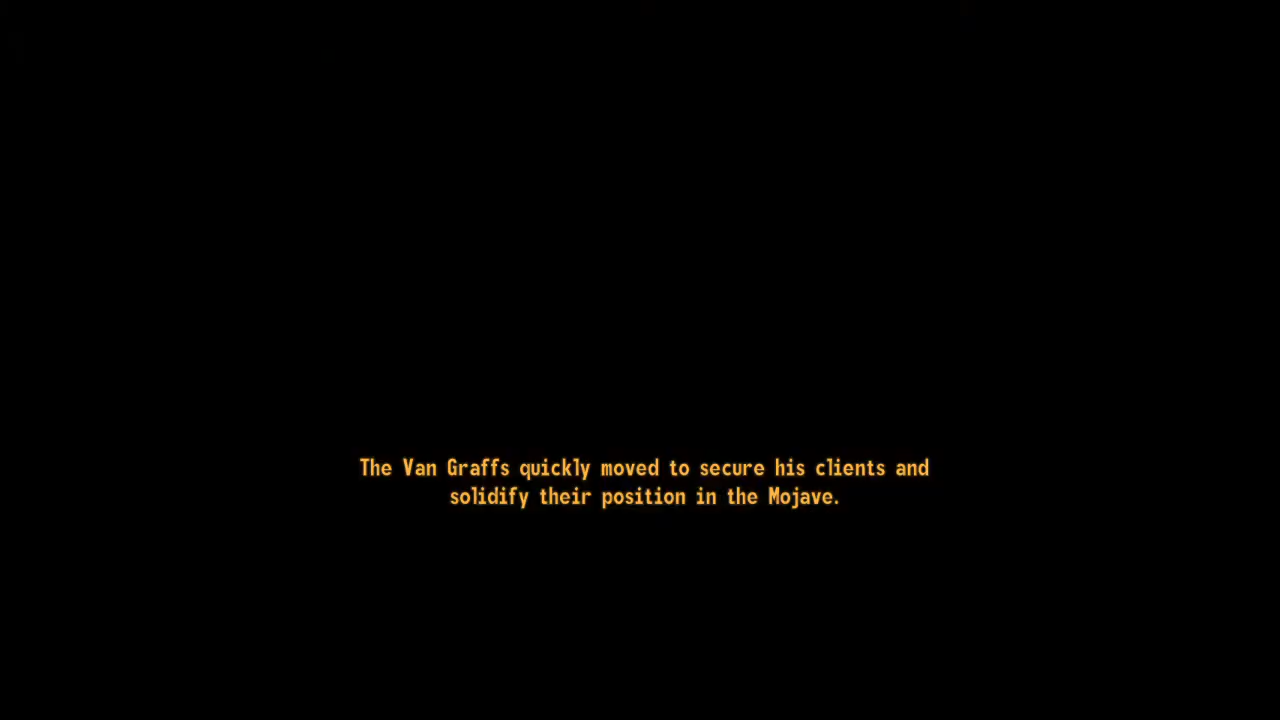 The Van Graffs quickly moved to secure his clients and
solidify their position in the Mojave.